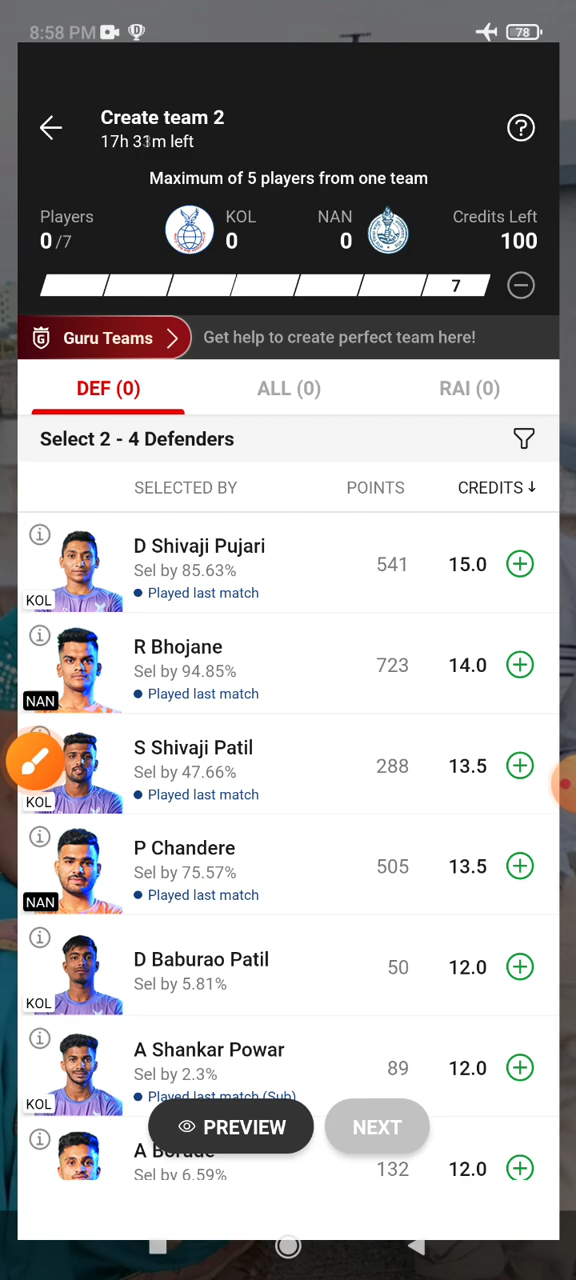 8:58 PM
78
Create team 2
17h 33m left
Maximum of 5 players from one team
Players KOL NAN Credits Left
0/7 0 0 100
7
Guru Teams Get help to create perfect team here!
DEF (0) ALL (0) RAI (0)
Select 2 - 4 Defenders
SELECTED BY POINTS CREDITS ↓
D Shivaji Pujari
Sel by 85.63% 541 15.0
Played last match
KOL
R Bhojane
Sel by 94.85% 723 14.0
Played last match
NAN
S Shivaji Patil
Sel by 47.66% 288 13.5
Played last match
KOL
P Chandere
Sel by 75.57% 505 13.5
Played last match
NAN
D Baburao Patil
Sel by 5.81% 50 12.0
KOL
A Shankar Powar
Sel by 2.3% 89 12.0
Played last match (Sub)
KOL
PREVIEW NEXT
A Borude
Sel by 6.59% 132 12.0